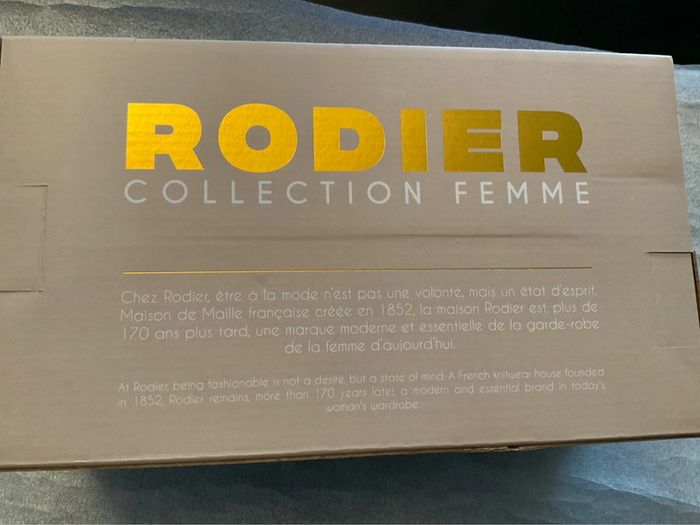 RODIER
COLLECTION FEMME
Chez Rodier, être à la mode n'est pas une volonté, mais un état d'esprit.
Maison de Maille française créée en 1852, la maison Rodier est, plus de
170 ans plus tard, une marque moderne et essentielle de la garde-robe
de la femme d'aujourd'hui.
At Rodier, being fashionable is not a desire, but a state of mind. A French knitwear house founded
in 1852, Rodier remains, more than 170 years later, a modern and essential brand in today's
woman's wardrobe.